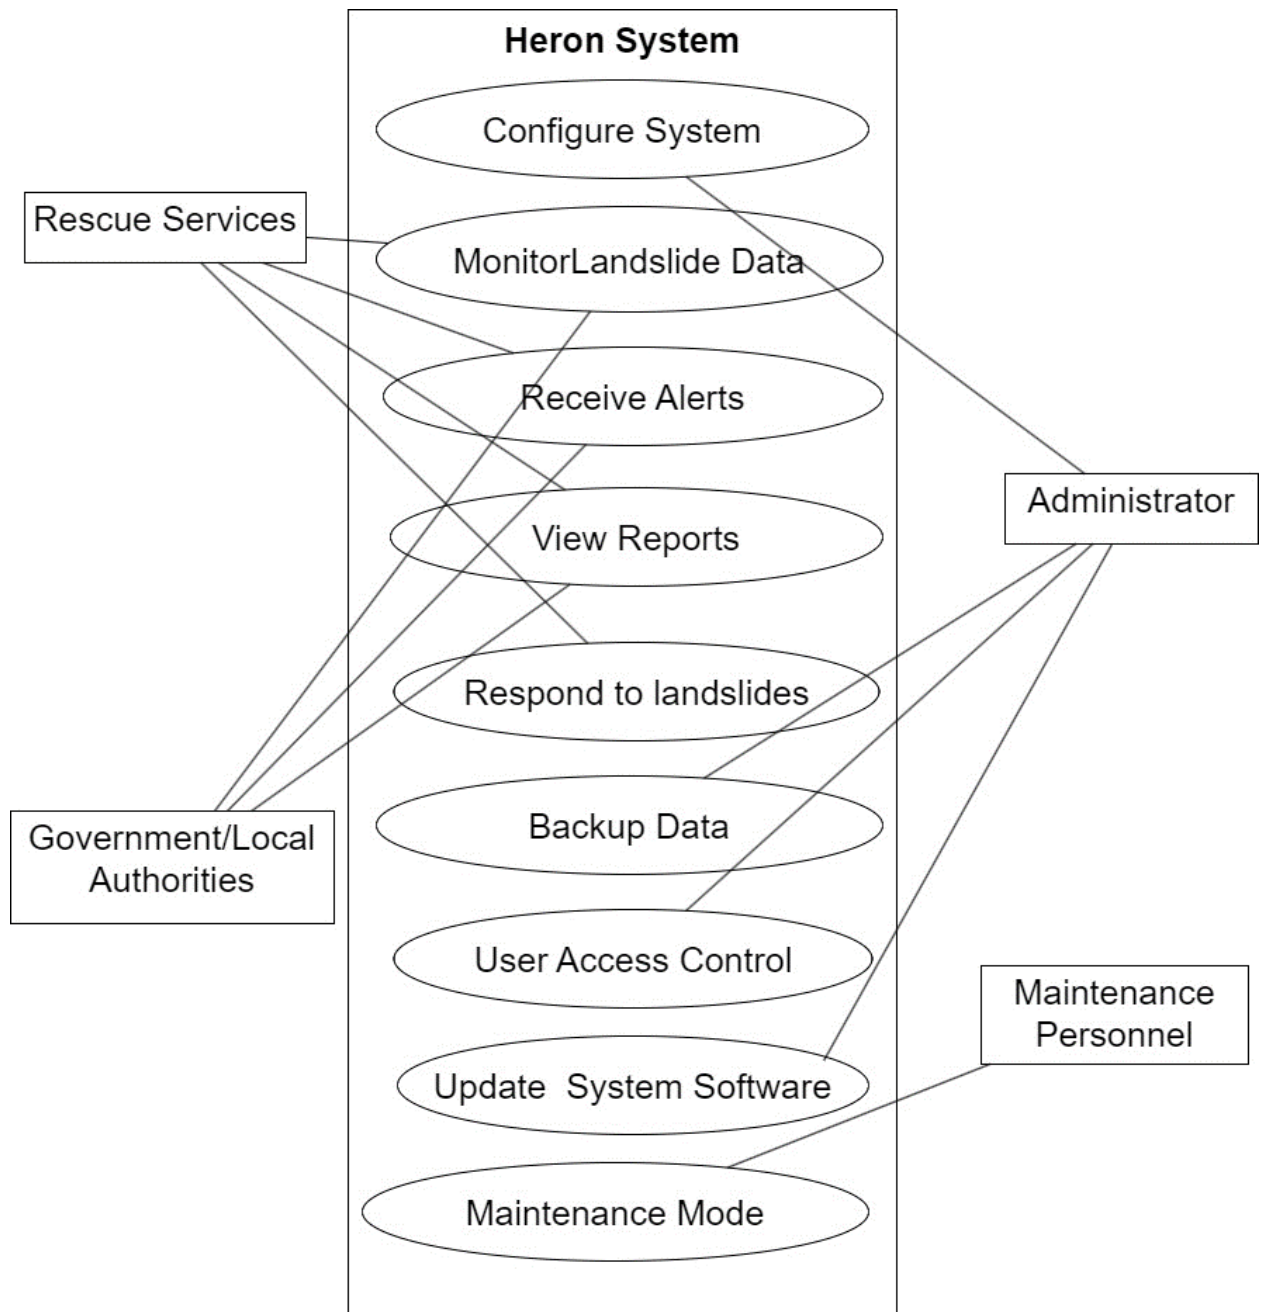 Heron System
Configure System
Rescue Services
MonitorLandslide Data
Receive Alerts
View Reports
Administrator
Respond to landslides
Backup Data
Government/Local
Authorities
User Access Control
Maintenance
Personnel
Update  System Software
Maintenance Mode